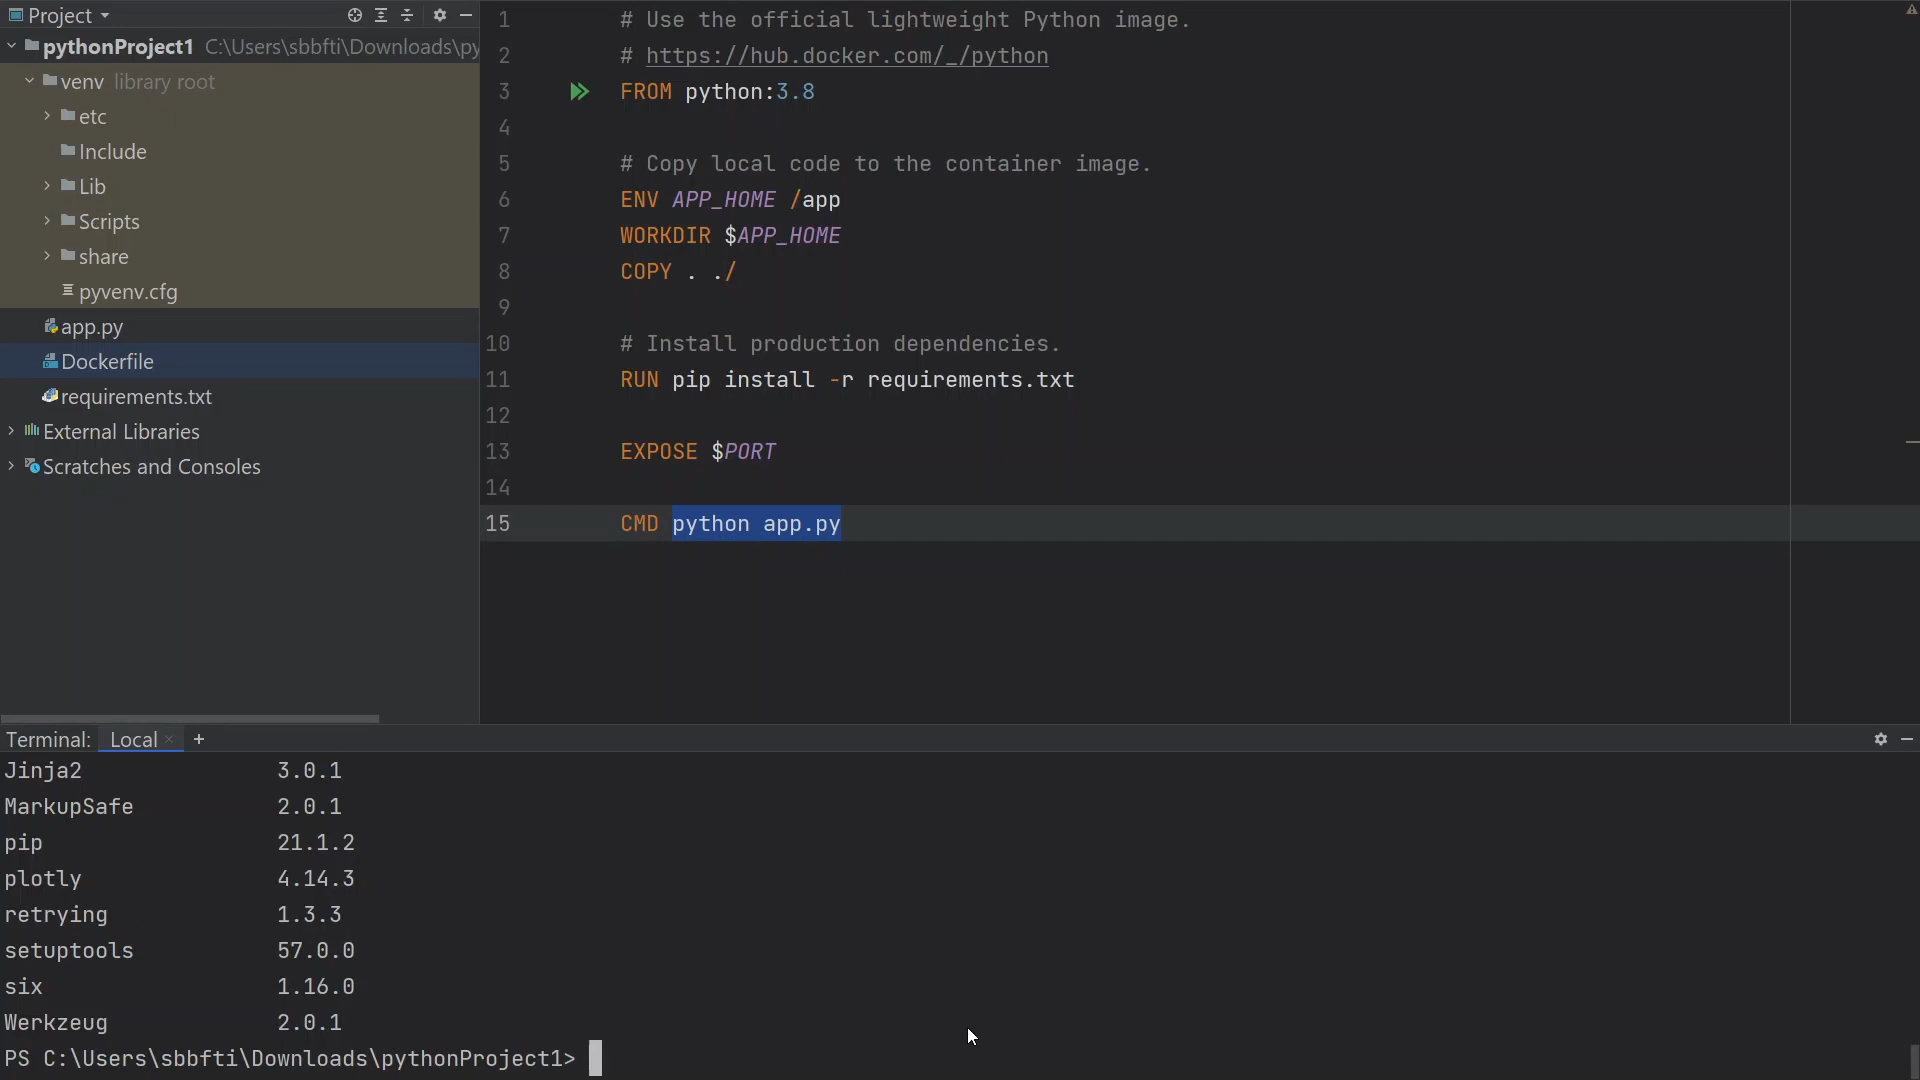 Project
pythonProject1 C:\Users\sbbfti\Downloads\py
venv library root
etc
Include
Lib
Scripts
share
pyvenv.cfg
app.py
Dockerfile
requirements.txt
External Libraries
Scratches and Consoles
1 # Use the official lightweight Python image.
2 # https://hub.docker.com/_/python
3 FROM python:3.8
4
5 # Copy local code to the container image.
6 ENV APP_HOME /app
7 WORKDIR $APP_HOME
8 COPY . ./
9
10 # Install production dependencies.
11 RUN pip install -r requirements.txt
12
13 EXPOSE $PORT
14
15 CMD python app.py
Terminal: Local × +
Jinja2 3.0.1
MarkupSafe 2.0.1
pip 21.1.2
plotly 4.14.3
retrying 1.3.3
setuptools 57.0.0
six 1.16.0
Werkzeug 2.0.1
PS C:\Users\sbbfti\Downloads\pythonProject1>